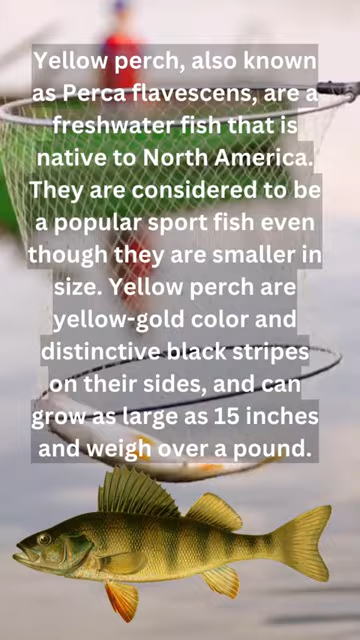 Yellow perch, also known
as Perca flavescens, are a
freshwater fish that is
native to North America.
They are considered to be
a popular sport fish even
though they are smaller in
size. Yellow perch are
yellow-gold color and
distinctive black stripes
on their sides, and can
grow as large as 15 inches
and weigh over a pound.